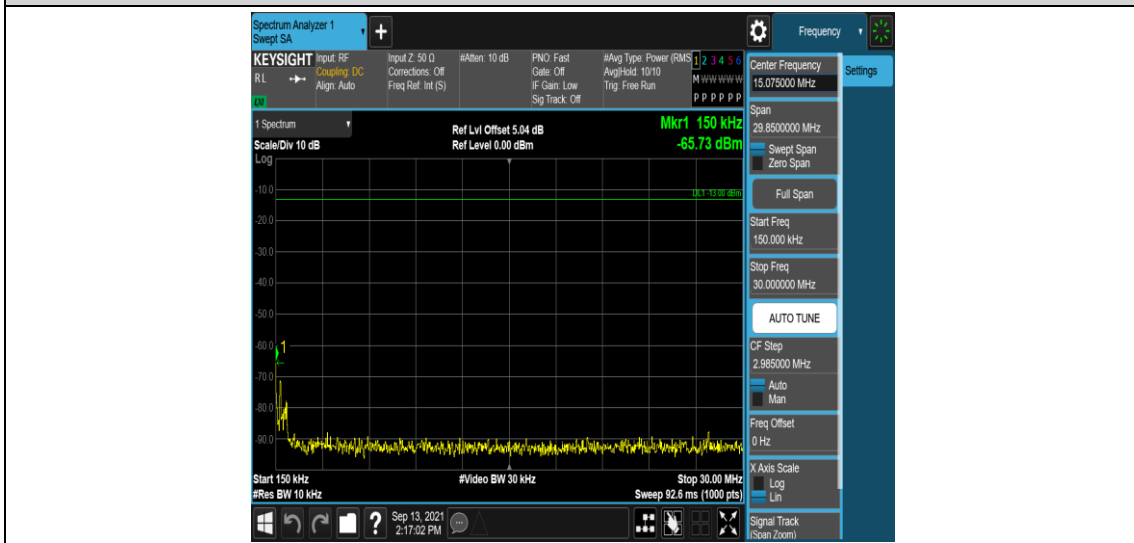 Spectrum Analyzer 1
Swept SA
+
Frequency
KEYSIGHT
RL
LXI
Input: RF
Coupling: DC
Align: Auto
Input Z: 50 Ω
Corrections: Off
Freq Ref: Int (S)
#Atten: 10 dB
PNO: Fast
Gate: Off
IF Gain: Low
Sig Track: Off
#Avg Type: Power (RMS
Avg|Hold: 10/10
Trig: Free Run
1 2 3 4 5 6
M W W W W W
P P P P P P
1 Spectrum
Scale/Div 10 dB
Ref Lvl Offset 5.04 dB
Ref Level 0.00 dBm
Mkr1 150 kHz
-65.73 dBm
Log
DL1 -13.00 dBm
-10.0
-20.0
-30.0
-40.0
-50.0
-60.0
1
-70.0
-80.0
-90.0
Start 150 kHz
#Video BW 30 kHz
Stop 30.00 MHz
#Res BW 10 kHz
Sweep 92.6 ms (1000 pts)
?
Sep 13, 2021
2:17:02 PM
Center Frequency
15.075000 MHz
Settings
Span
29.8500000 MHz
Swept Span
Zero Span
Full Span
Start Freq
150.000 kHz
Stop Freq
30.000000 MHz
AUTO TUNE
CF Step
2.985000 MHz
Auto
Man
Freq Offset
0 Hz
X Axis Scale
Log
Lin
Signal Track
(Span Zoom)